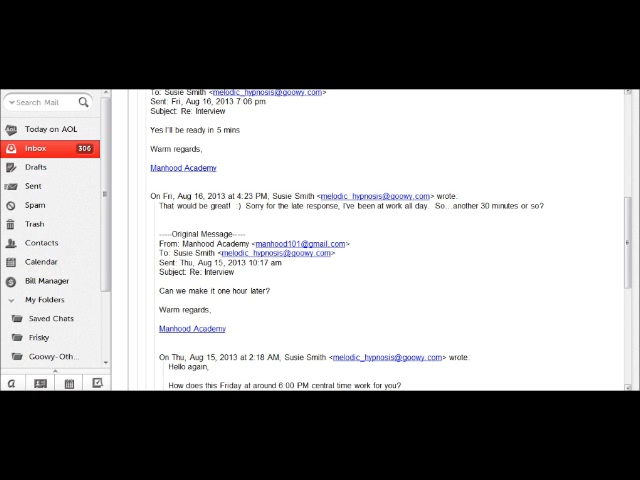 To: Susie Smith <melodic_hypnosis@goowy.com>
Search Mail
Sent: Fri, Aug 16, 2013 7:06 pm
Subject: Re: Interview
AOL
Today on AOL
Yes I'll be ready in 5 mins
Inbox 306
Warm regards,
Drafts
Manhood Academy
Sent
On Fri, Aug 16, 2013 at 4:23 PM, Susie Smith <melodic_hypnosis@goowy.com> wrote:
Spam
That would be great! :) Sorry for the late response, I've been at work all day. So...another 30 minutes or so?
Trash
-----Original Message-----
Contacts
From: Manhood Academy <manhood101@gmail.com>
To: Susie Smith <melodic_hypnosis@goowy.com>
Calendar
Sent: Thu, Aug 15, 2013 10:17 am
Subject: Re: Interview
Bill Manager
Can we make it one hour later?
My Folders
Warm regards,
Saved Chats
Manhood Academy
Frisky
Goowy-Oth...
On Thu, Aug 15, 2013 at 2:18 AM, Susie Smith <melodic_hypnosis@goowy.com> wrote:
Hello again,
a
How does this Friday at around 6:00 PM central time work for you?